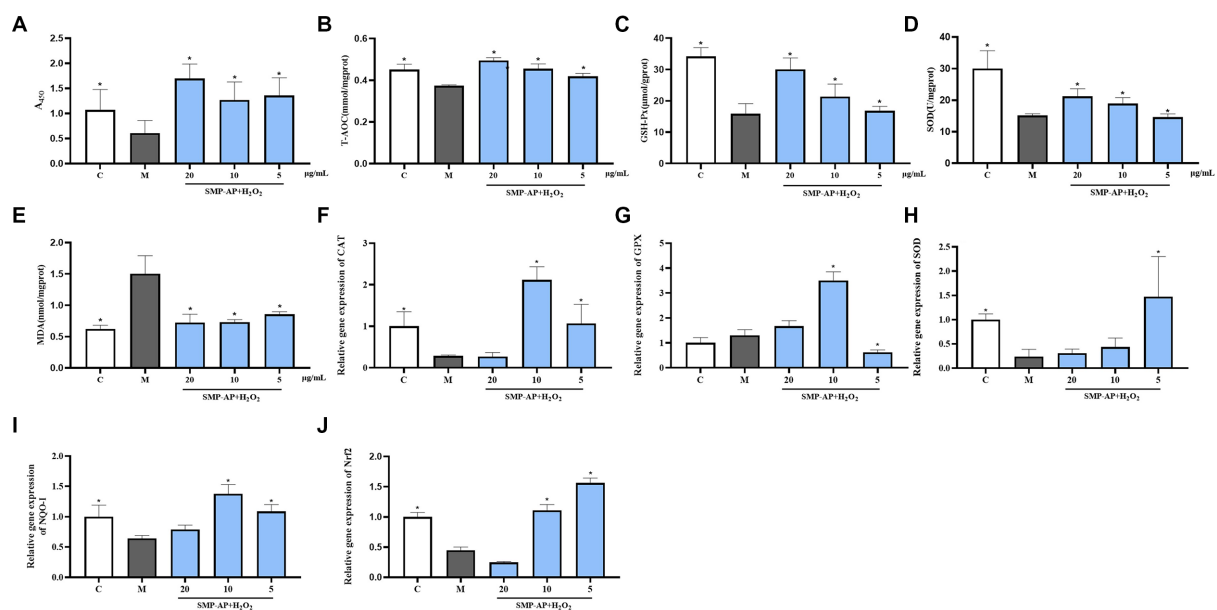 A
A450
2.5
2.0
1.5
1.0
0.5
0.0
* * * * *
C M 20 10 5 μg/mL
SMP-AP+H2O2
B
T-AOC(mmol/mgprot)
0.6
0.4
0.2
0.0
* * * *
C M 20 10 5 μg/mL
SMP-AP+H2O2
C
GSH-Px(μmol/gprot)
40
30
20
10
0
* * * *
C M 20 10 5 μg/mL
SMP-AP+H2O2
D
SOD(U/mgprot)
40
30
20
10
0
* * * *
C M 20 10 5 μg/mL
SMP-AP+H2O2
E
MDA(nmol/mgprot)
2.0
1.5
1.0
0.5
0.0
* * * *
C M 20 10 5 μg/mL
SMP-AP+H2O2
F
Relative gene expression of CAT
3
2
1
0
* * *
C M 20 10 5
SMP-AP+H2O2
G
Relative gene expression of GPX
5
4
3
2
1
0
* *
C M 20 10 5
SMP-AP+H2O2
H
Relative gene expression of SOD
2.5
2.0
1.5
1.0
0.5
0.0
* *
C M 20 10 5
SMP-AP+H2O2
I
Relative gene expression
of NQO-1
2.0
1.5
1.0
0.5
0.0
* * *
C M 20 10 5
SMP-AP+H2O2
J
Relative gene expression of Nrf2
2.0
1.5
1.0
0.5
0.0
* * *
C M 20 10 5
SMP-AP+H2O2